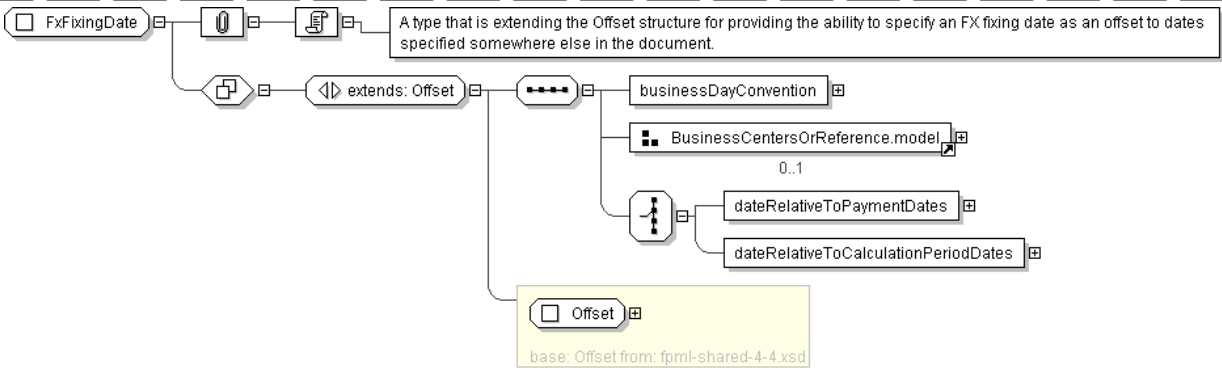 FxFixingDate
A type that is extending the Offset structure for providing the ability to specify an FX fixing date as an offset to dates
specified somewhere else in the document.
extends: Offset
businessDayConvention
BusinessCentersOrReference.model
0..1
dateRelativeToPaymentDates
dateRelativeToCalculationPeriodDates
Offset
base: Offset from: fpml-shared-4-4.xsd